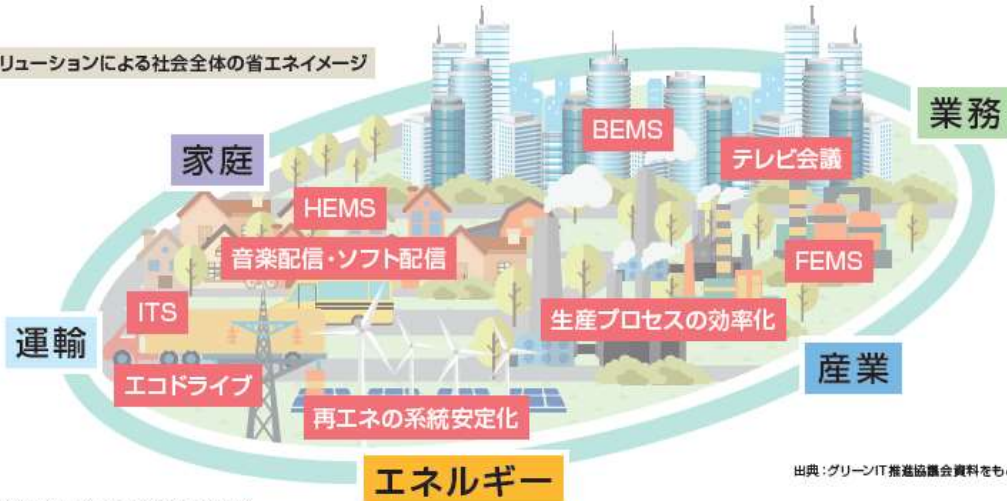 リューションによる社会全体の省エネイメージ
業務
BEMS
テレビ会議
家庭
HEMS
音楽配信・ソフト配信
FEMS
ITS
生産プロセスの効率化
運輸
産業
エコドライブ
再エネの系統安定化
エネルギー
出典：グリーンIT推進協議会資料をも